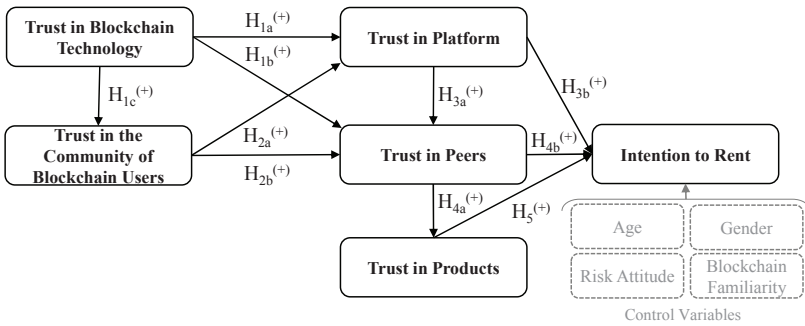 Trust in Blockchain
Technology
H1a(+)
Trust in Platform
H1b(+)
H1c(+)
H3a(+)
H3b(+)
Trust in the
Community of
Blockchain Users
H2a(+)
H2b(+)
Trust in Peers
H4b(+)
Intention to Rent
H4a(+)
H5(+)
Trust in Products
Age
Gender
Risk Attitude
Blockchain
Familiarity
Control Variables